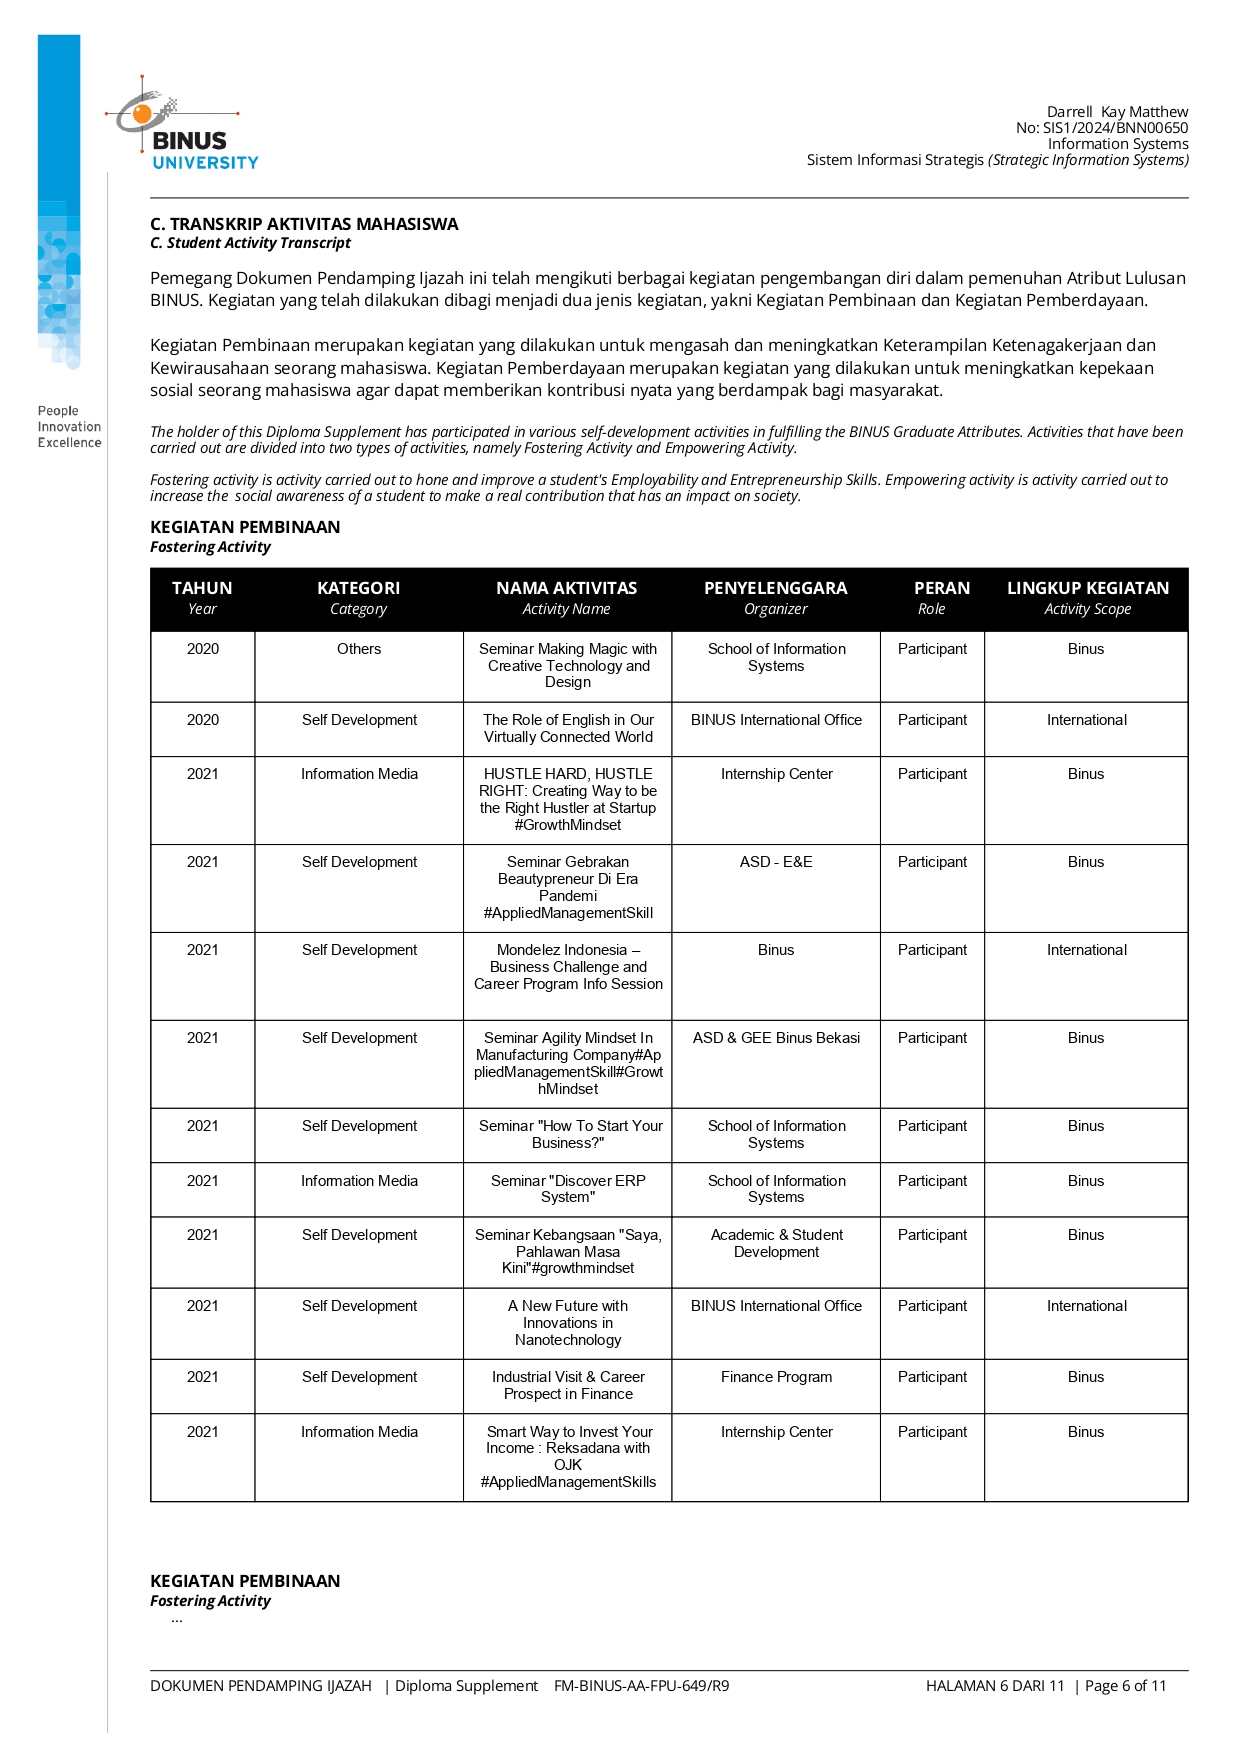 BINUS
UNIVERSITY
Darrell  Kay Matthew
No: SIS1/2024/BNN00650
Information Systems
Sistem Informasi Strategis (Strategic Information Systems)
People
Innovation
Excellence
C. TRANSKRIP AKTIVITAS MAHASISWA
C. Student Activity Transcript
Pemegang Dokumen Pendamping Ijazah ini telah mengikuti berbagai kegiatan pengembangan diri dalam pemenuhan Atribut Lulusan
BINUS. Kegiatan yang telah dilakukan dibagi menjadi dua jenis kegiatan, yakni Kegiatan Pembinaan dan Kegiatan Pemberdayaan.
Kegiatan Pembinaan merupakan kegiatan yang dilakukan untuk mengasah dan meningkatkan Keterampilan Ketenagakerjaan dan
Kewirausahaan seorang mahasiswa. Kegiatan Pemberdayaan merupakan kegiatan yang dilakukan untuk meningkatkan kepekaan
sosial seorang mahasiswa agar dapat memberikan kontribusi nyata yang berdampak bagi masyarakat.
The holder of this Diploma Supplement has participated in various self-development activities in fulfilling the BINUS Graduate Attributes. Activities that have been
carried out are divided into two types of activities, namely Fostering Activity and Empowering Activity.
Fostering activity is activity carried out to hone and improve a student's Employability and Entrepreneurship Skills. Empowering activity is activity carried out to
increase the  social awareness of a student to make a real contribution that has an impact on society.
KEGIATAN PEMBINAAN
Fostering Activity
TAHUN KATEGORI NAMA AKTIVITAS PENYELENGGARA PERAN LINGKUP KEGIATAN
Year Category Activity Name Organizer Role Activity Scope
2020 Others Seminar Making Magic with School of Information Participant Binus
Creative Technology and Systems
Design
2020 Self Development The Role of English in Our BINUS International Office Participant International
Virtually Connected World
2021 Information Media HUSTLE HARD, HUSTLE Internship Center Participant Binus
RIGHT: Creating Way to be
the Right Hustler at Startup
#GrowthMindset
2021 Self Development Seminar Gebrakan ASD - E&E Participant Binus
Beautypreneur Di Era
Pandemi
#AppliedManagementSkill
2021 Self Development Mondelez Indonesia – Binus Participant International
Business Challenge and
Career Program Info Session
2021 Self Development Seminar Agility Mindset In ASD & GEE Binus Bekasi Participant Binus
Manufacturing Company#Ap
pliedManagementSkill#Growt
hMindset
2021 Self Development Seminar "How To Start Your School of Information Participant Binus
Business?" Systems
2021 Information Media Seminar "Discover ERP School of Information Participant Binus
System" Systems
2021 Self Development Seminar Kebangsaan "Saya, Academic & Student Participant Binus
Pahlawan Masa Development
Kini"#growthmindset
2021 Self Development A New Future with BINUS International Office Participant International
Innovations in
Nanotechnology
2021 Self Development Industrial Visit & Career Finance Program Participant Binus
Prospect in Finance
2021 Information Media Smart Way to Invest Your Internship Center Participant Binus
Income : Reksadana with
OJK
#AppliedManagementSkills
KEGIATAN PEMBINAAN
Fostering Activity
...
DOKUMEN PENDAMPING IJAZAH | Diploma Supplement FM-BINUS-AA-FPU-649/R9 HALAMAN 6 DARI 11 | Page 6 of 11